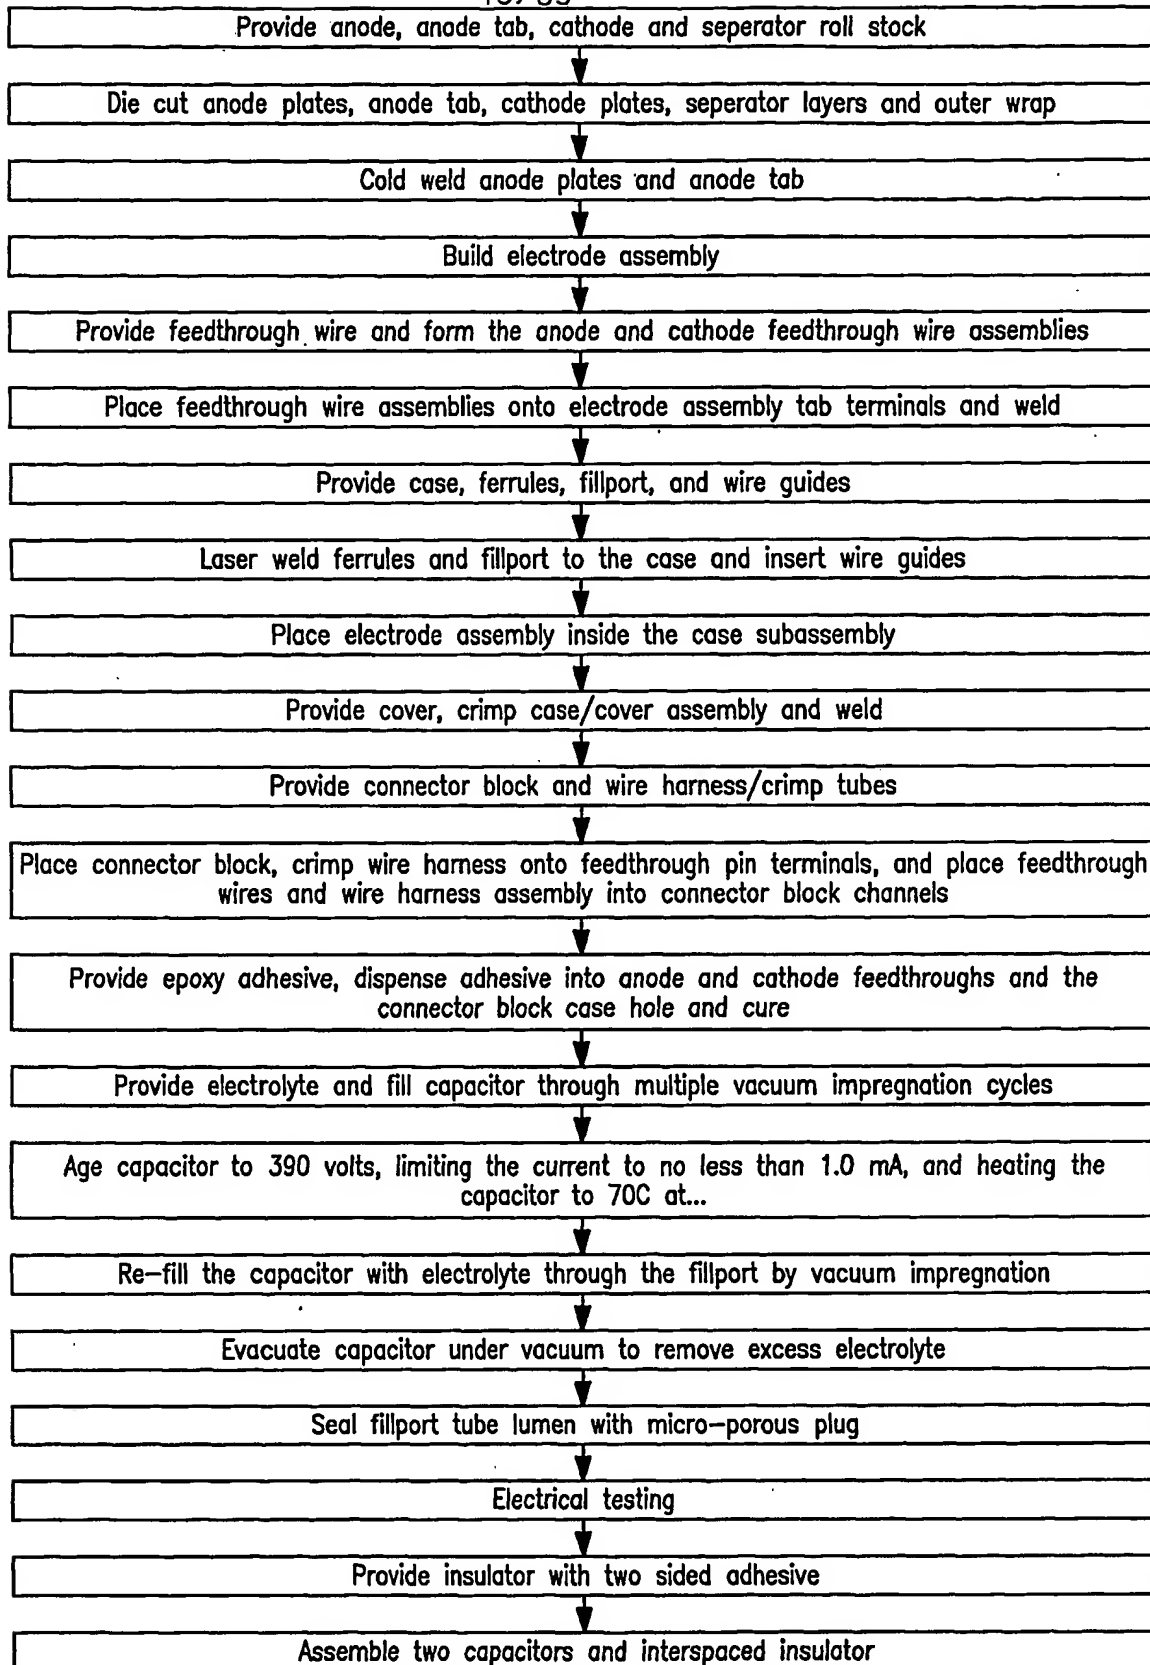 Provide anode, anode tab, cathode and seperator roll stock
Die cut anode plates, anode tab, cathode plates, seperator layers and outer wrap
Cold weld anode plates and anode tab
Build electrode assembly
Provide feedthrough wire and form the anode and cathode feedthrough wire assemblies
Place feedthrough wire assemblies onto electrode assembly tab terminals and weld
Provide case, ferrules, fillport, and wire guides
Laser weld ferrules and fillport to the case and insert wire guides
Place electrode assembly inside the case subassembly
Provide cover, crimp case/cover assembly and weld
Provide connector block and wire harness/crimp tubes
Place connector block, crimp wire harness onto feedthrough pin terminals, and place feedthrough
wires and wire harness assembly into connector block channels
Provide epoxy adhesive, dispense adhesive into anode and cathode feedthroughs and the
connector block case hole and cure
Provide electrolyte and fill capacitor through multiple vacuum impregnation cycles
Age capacitor to 390 volts, limiting the current to no less than 1.0 mA, and heating the
capacitor to 70C at...
Re-fill the capacitor with electrolyte through the fillport by vacuum impregnation
Evacuate capacitor under vacuum to remove excess electrolyte
Seal fillport tube lumen with micro-porous plug
Electrical testing
Provide insulator with two sided adhesive
Assemble two capacitors and interspaced insulator